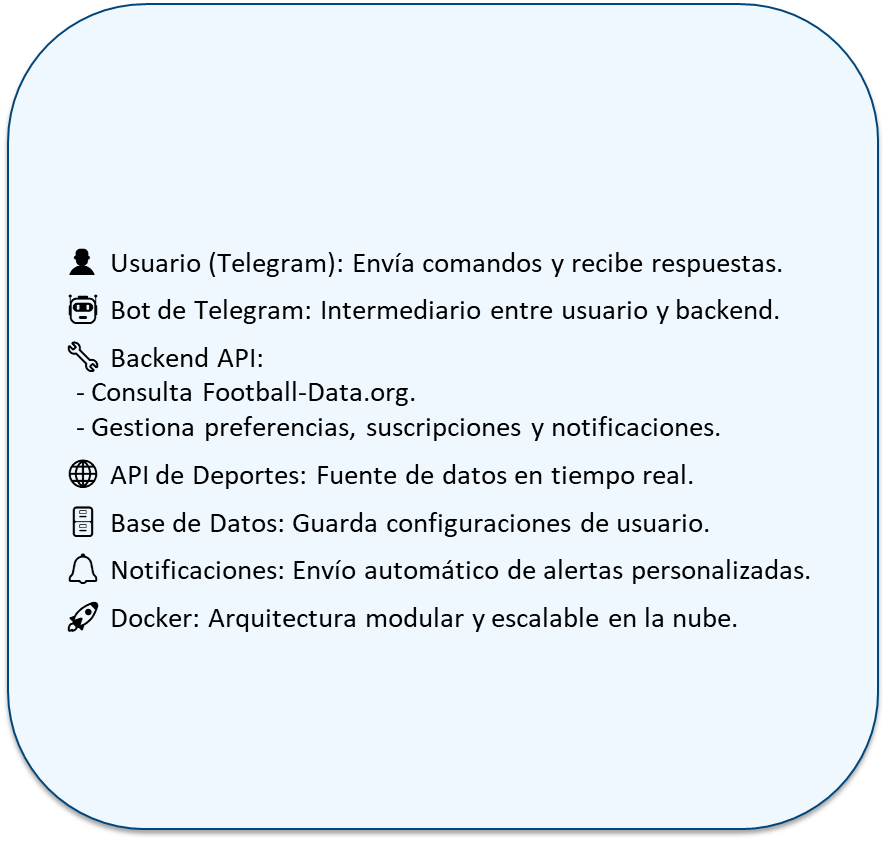 Usuario (Telegram): Envía comandos y recibe respuestas.
Bot de Telegram: Intermediario entre usuario y backend.
Backend API:
- Consulta Football-Data.org.
- Gestiona preferencias, suscripciones y notificaciones.
API de Deportes: Fuente de datos en tiempo real.
Base de Datos: Guarda configuraciones de usuario.
Notificaciones: Envío automático de alertas personalizadas.
Docker: Arquitectura modular y escalable en la nube.